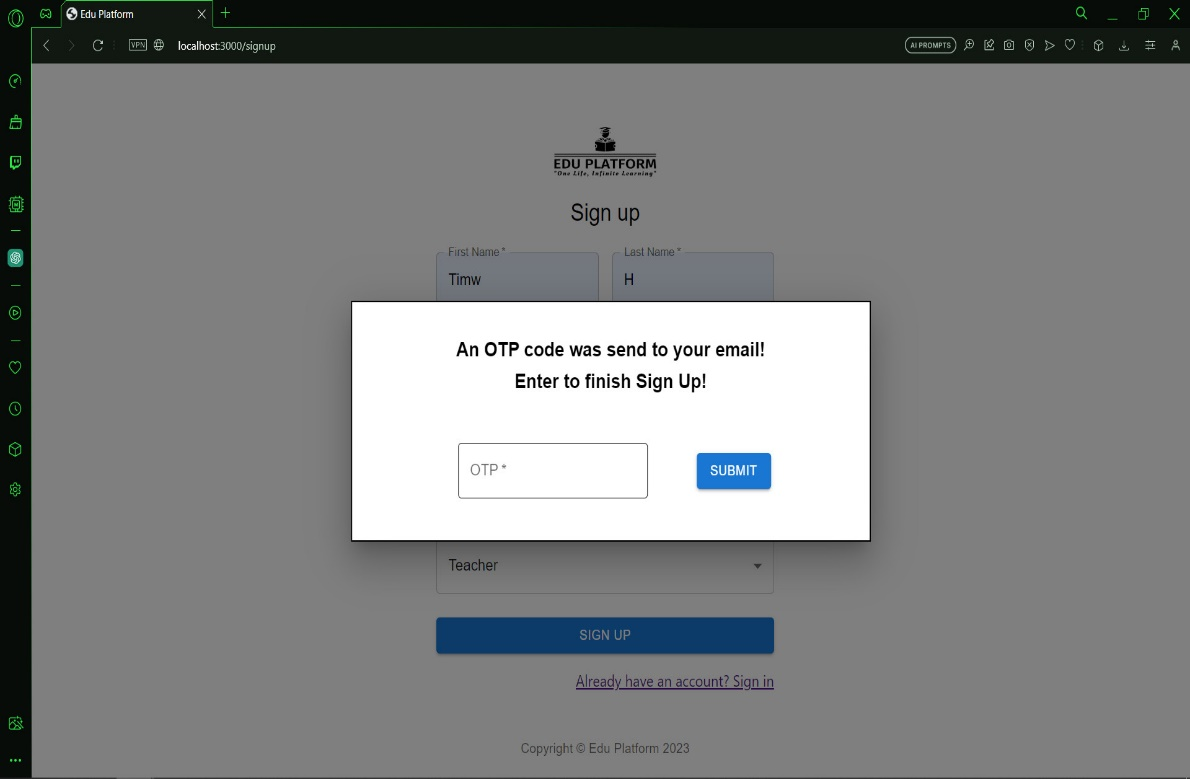 Edu Platform
VPN
localhost:3000/signup
AI PROMPTS
EDU PLATFORM
"One Life, Infinite Learning"
Sign up
First Name *
Last Name *
Timw
H
An OTP code was send to your email!
Enter to finish Sign Up!
OTP *
SUBMIT
Teacher
SIGN UP
Already have an account? Sign in
Copyright © Edu Platform 2023